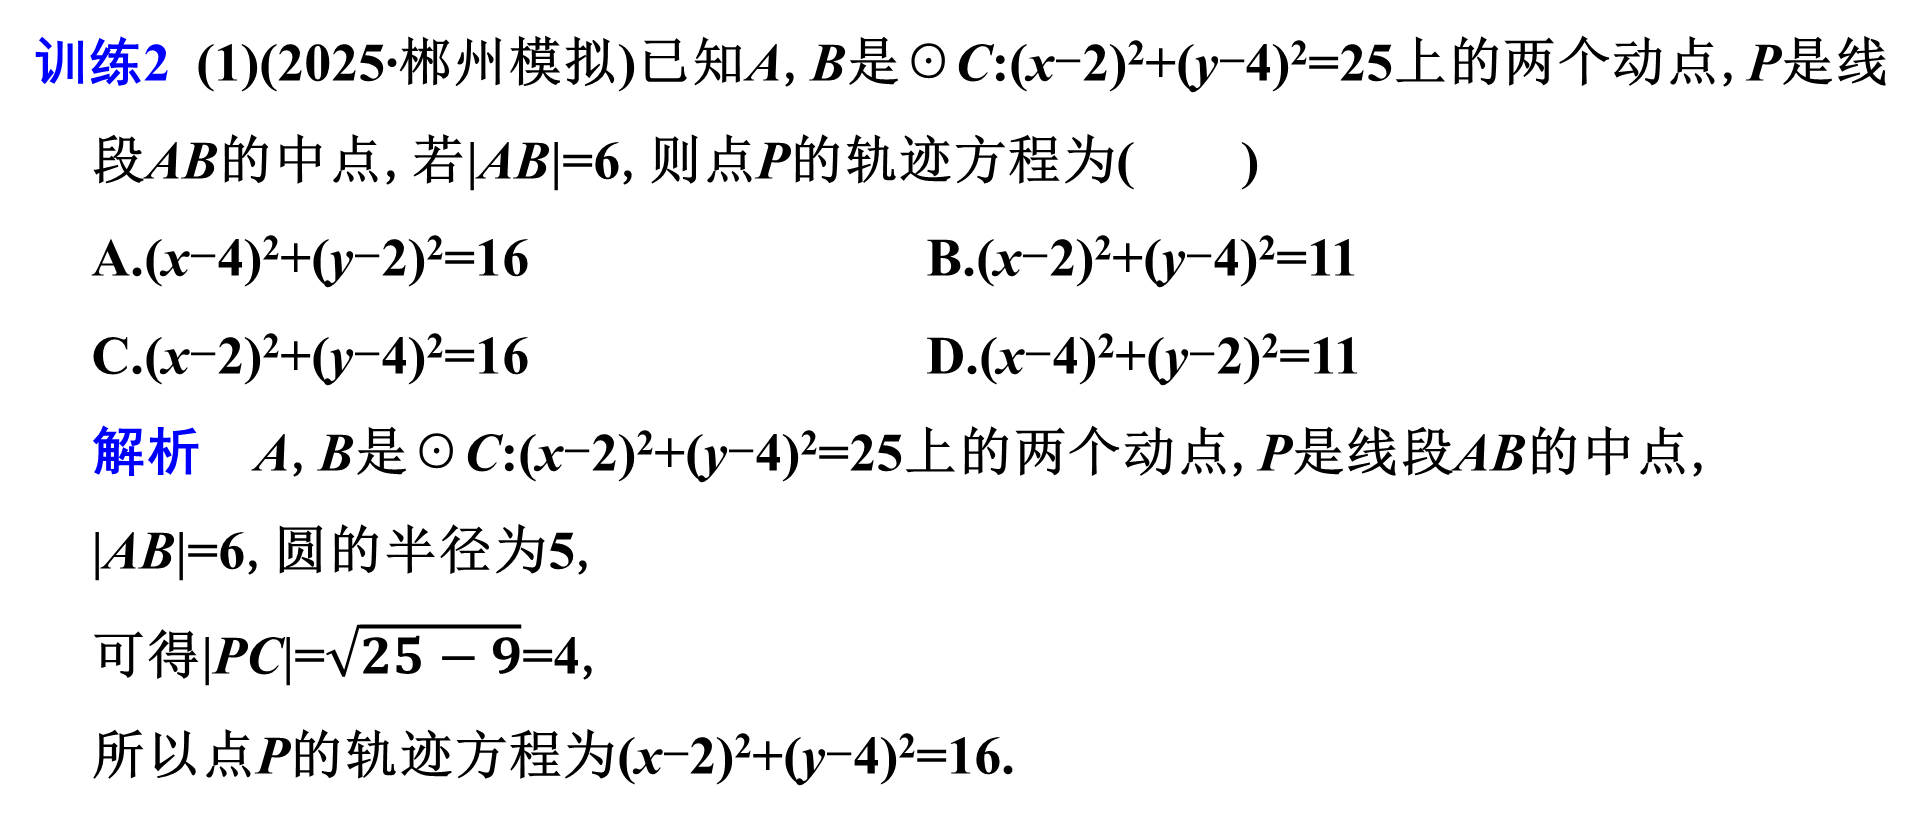 训练2 (1)(2025·郴州模拟)已知A, B是⊙C:(x−2)²+(y−4)²=25上的两个动点, P是线
段AB的中点, 若|AB|=6, 则点P的轨迹方程为(  )
A.(x−4)²+(y−2)²=16 B.(x−2)²+(y−4)²=11
C.(x−2)²+(y−4)²=16 D.(x−4)²+(y−2)²=11
解析 A, B是⊙C:(x−2)²+(y−4)²=25上的两个动点, P是线段AB的中点,
|AB|=6, 圆的半径为5,
可得|PC|=√25 − 9=4,
所以点P的轨迹方程为(x−2)²+(y−4)²=16.